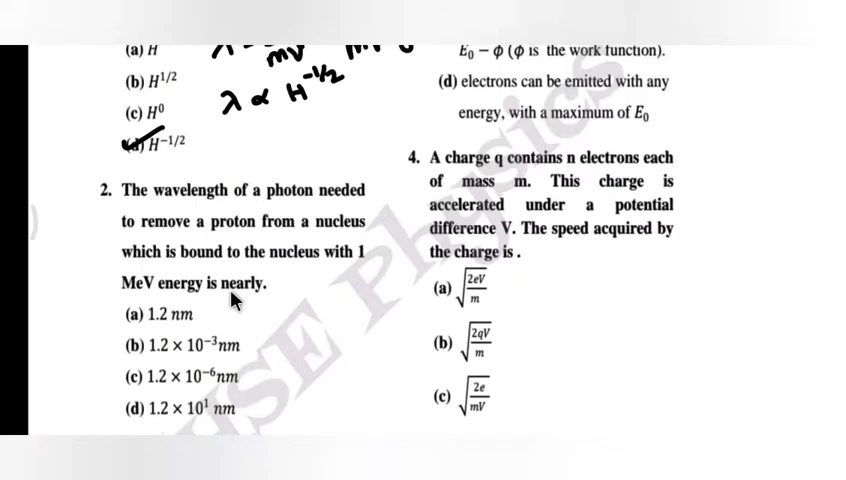 (a) H
mv
(b) H^1/2
λ ∝ H^-1/2
(c) H^0
(d) H^-1/2
2. The wavelength of a photon needed
to remove a proton from a nucleus
which is bound to the nucleus with 1
MeV energy is nearly.
(a) 1.2 nm
(b) 1.2 × 10^-3 nm
(c) 1.2 × 10^-6 nm
(d) 1.2 × 10^1 nm
E₀ − ϕ (ϕ is the work function).
(d) electrons can be emitted with any
energy, with a maximum of E₀
4. A charge q contains n electrons each
of mass m. This charge is
accelerated under a potential
difference V. The speed acquired by
the charge is .
(a) √(2eV/m)
(b) √(2qV/m)
(c) √(2e/mV)
Physics